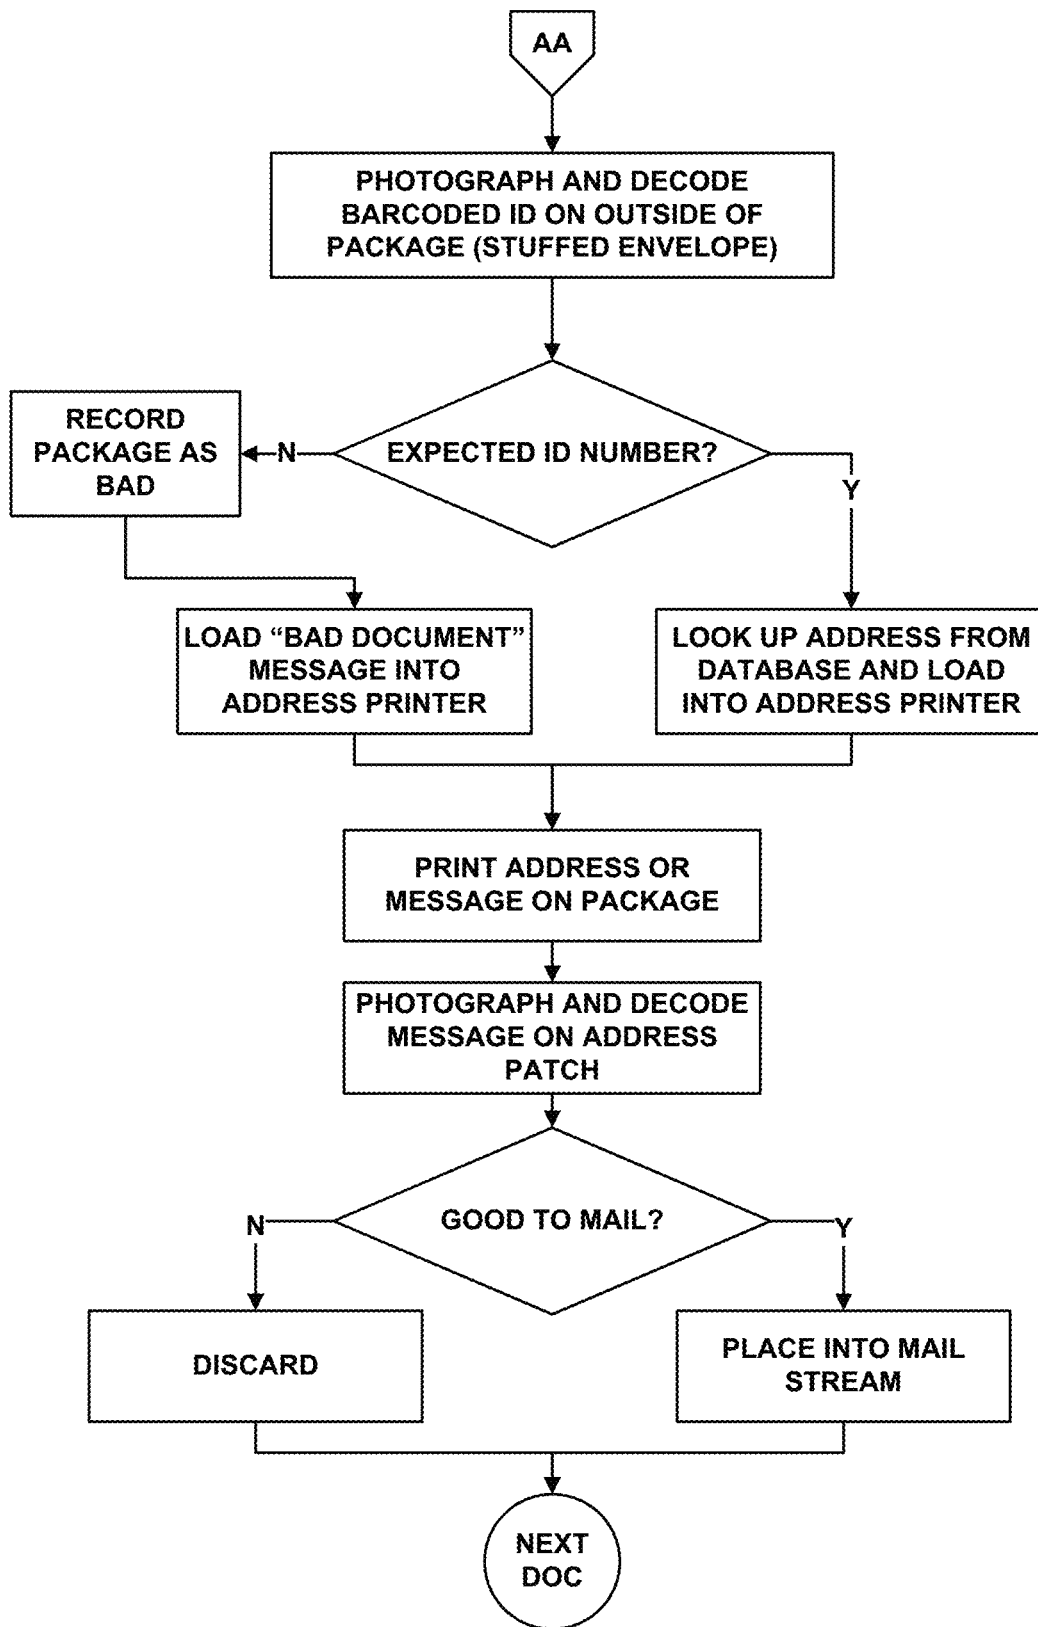 AA
PHOTOGRAPH AND DECODE
BARCODED ID ON OUTSIDE OF
PACKAGE (STUFFED ENVELOPE)
EXPECTED ID NUMBER?
N
Y
RECORD
PACKAGE AS
BAD
LOAD “BAD DOCUMENT”
MESSAGE INTO
ADDRESS PRINTER
LOOK UP ADDRESS FROM
DATABASE AND LOAD
INTO ADDRESS PRINTER
PRINT ADDRESS OR
MESSAGE ON PACKAGE
PHOTOGRAPH AND DECODE
MESSAGE ON ADDRESS
PATCH
GOOD TO MAIL?
N
Y
DISCARD
PLACE INTO MAIL
STREAM
NEXT
DOC